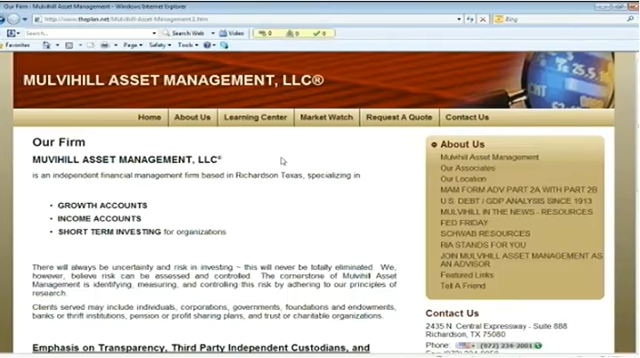 Our Firm : Mulvihill Asset Management - Windows Internet Explorer
http://www.theplan.net/Mulvihill-Asset-Management.1.htm
Bing
Search...
Search Web
Video
Favorites
Page
Safety
Tools
MULVIHILL ASSET MANAGEMENT, LLC®
Home
About Us
Learning Center
Market Watch
Request A Quote
Contact Us
Our Firm
MUVIHILL ASSET MANAGEMENT, LLC®
is an independent financial management firm based in Richardson Texas, specializing in
• GROWTH ACCOUNTS
• INCOME ACCOUNTS
• SHORT TERM INVESTING for organizations
There will always be uncertainty and risk in investing ~ this will never be totally eliminated. We,
however, believe risk can be assessed and controlled. The cornerstone of Mulvihill Asset
Management is identifying, measuring, and controlling this risk by adhering to our principles of
research.
Clients served may include individuals, corporations, governments, foundations and endowments,
banks or thrift institutions, pension or profit sharing plans, and trust or charitable organizations.
Emphasis on Transparency, Third Party Independent Custodians, and
About Us
Mulvihill Asset Management
Our Associates
Our Location
MAM FORM ADV PART 2A WITH PART 2B
U.S. DEBT / GDP ANALYSIS SINCE 1913
MULVIHILL IN THE NEWS - RESOURCES
FED FRIDAY
SCHWAB RESOURCES
RIA STANDS FOR YOU
JOIN MULVIHILL ASSET MANAGEMENT AS
AN ADVISOR
Featured Links
Tell A Friend
Contact Us
2435 N. Central Expressway - Suite 888
Richardson, TX 75080
Phone: (972) 234-2001